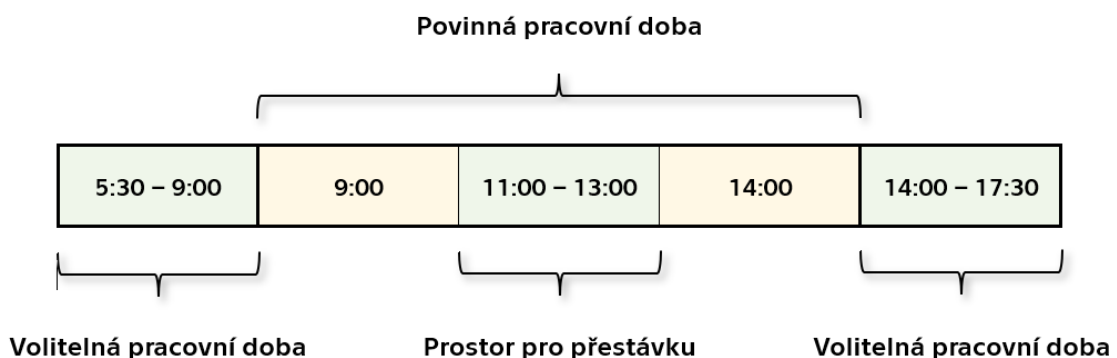 Povinná pracovní doba
5:30 – 9:00 9:00 11:00 – 13:00 14:00 14:00 – 17:30
Volitelná pracovní doba Prostor pro přestávku Volitelná pracovní doba